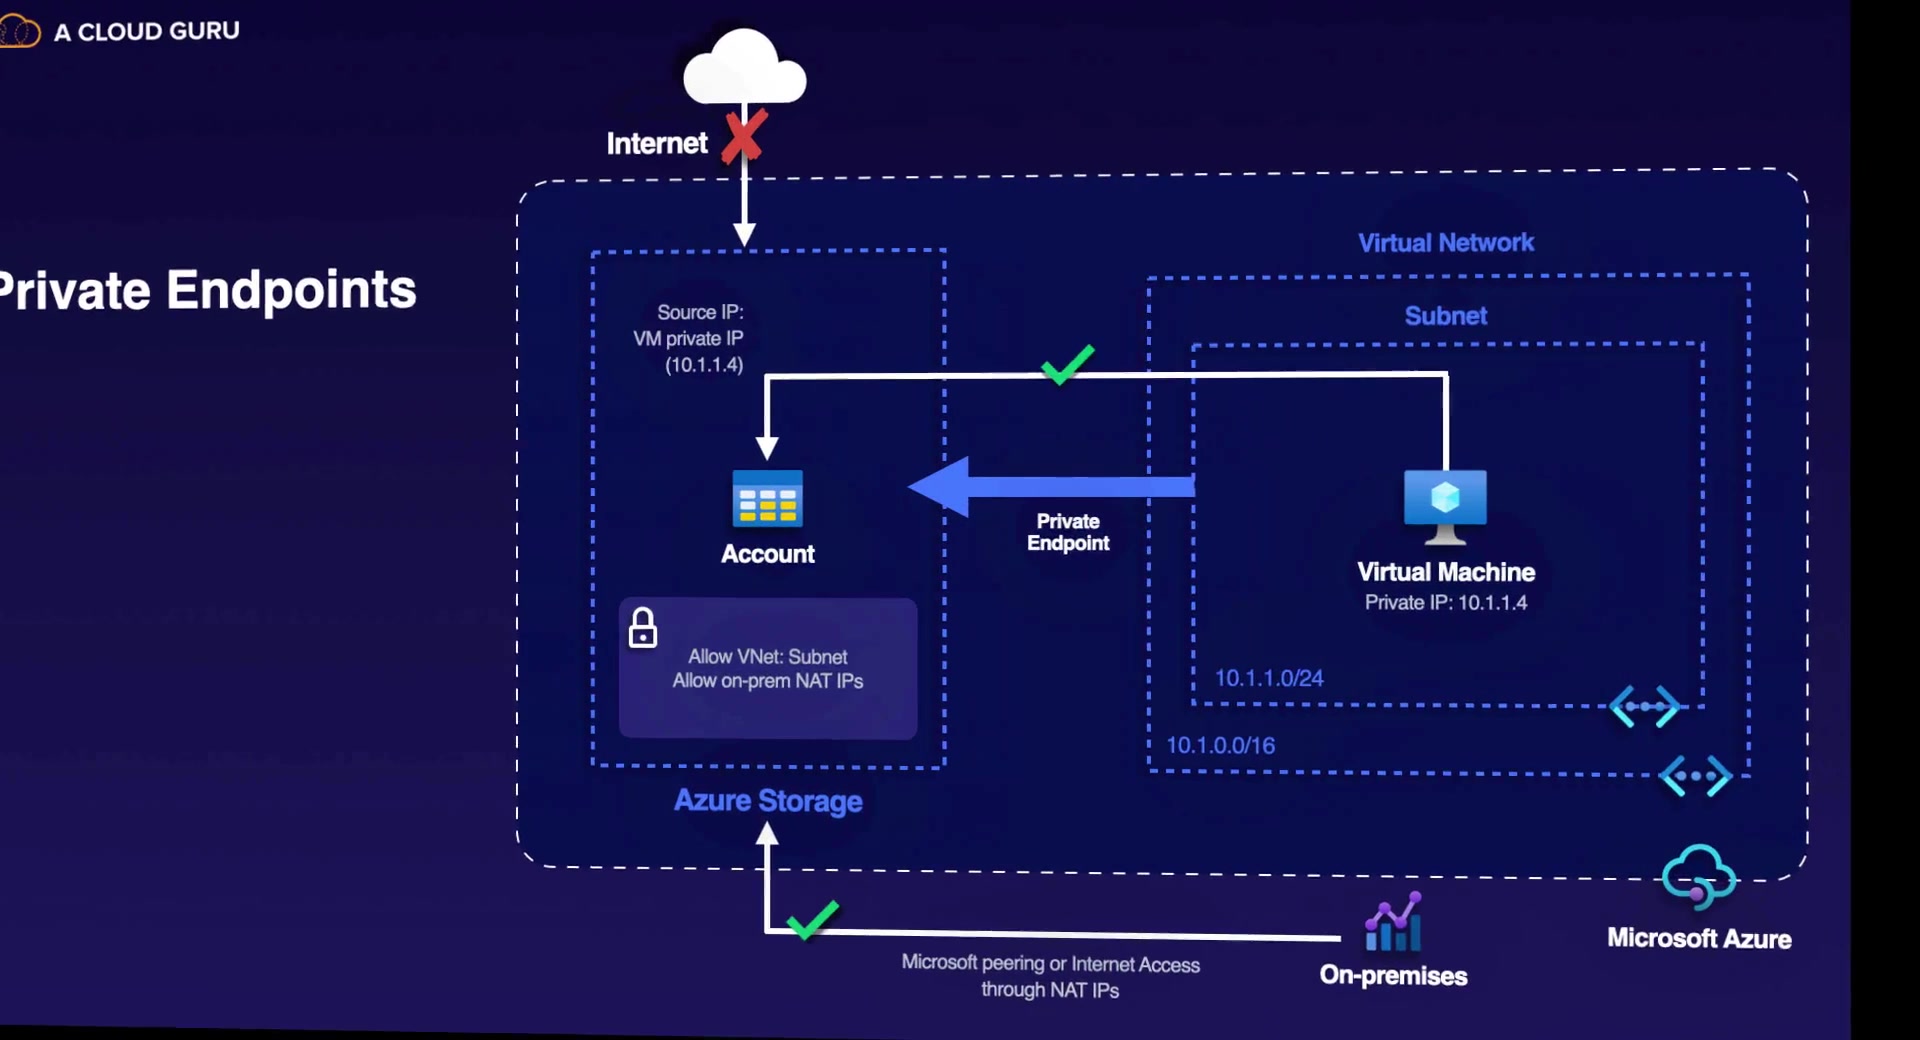 A CLOUD GURU
Internet
Private Endpoints
Virtual Network
Subnet
Source IP:
VM private IP
(10.1.1.4)
Private
Endpoint
Account
Virtual Machine
Private IP: 10.1.1.4
Allow VNet: Subnet
Allow on-prem NAT IPs
10.1.1.0/24
10.1.0.0/16
Azure Storage
Microsoft Azure
On-premises
Microsoft peering or Internet Access
through NAT IPs